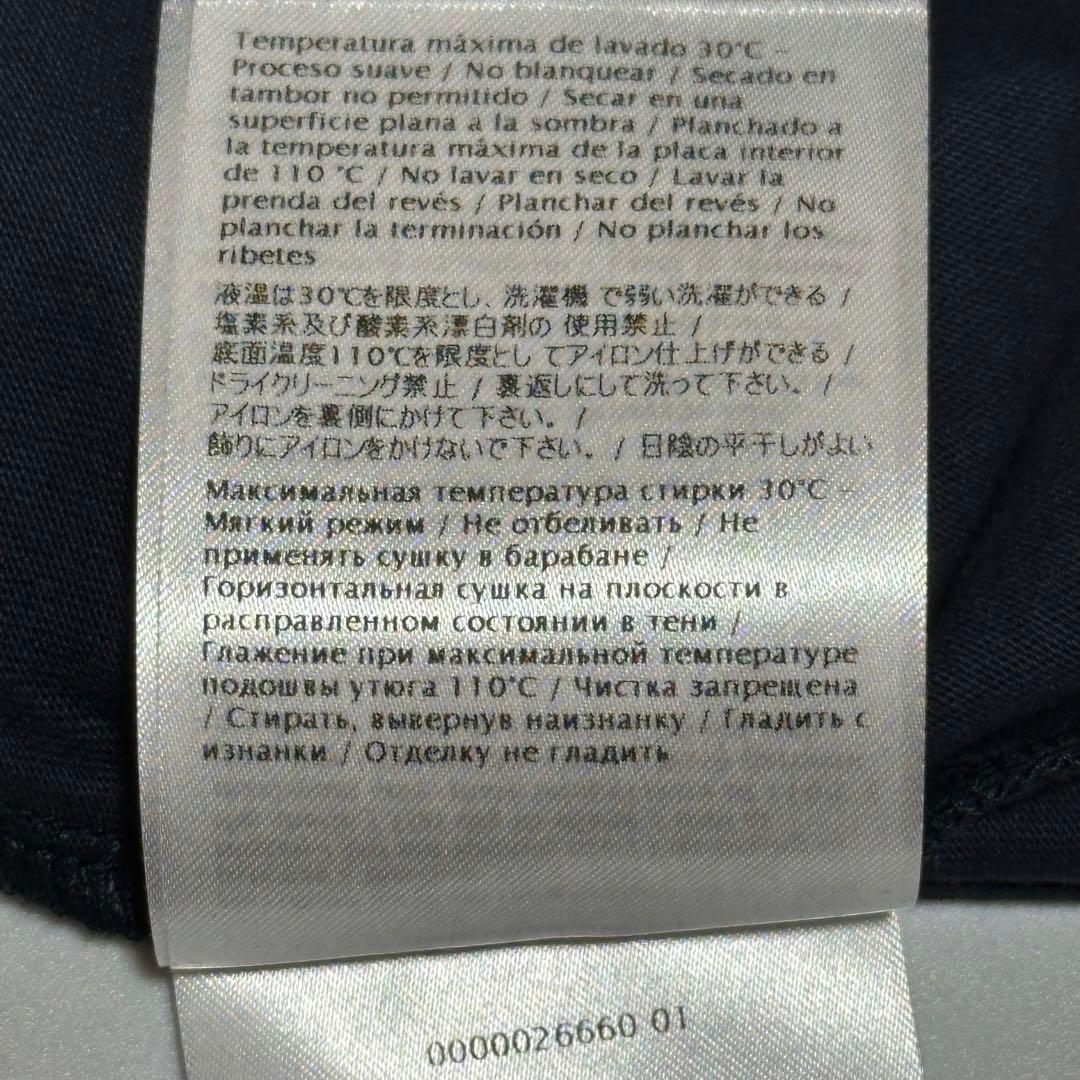 Temperatura máxima de lavado 30°C -
Proceso suave / No blanquear / Secado en
tambor no permitido / Secar en una
superficie plana a la sombra / Planchado a
la temperatura máxima de la placa interior
de 110 °C / No lavar en seco / Lavar la
prenda del revés / Planchar del revés / No
planchar la terminación / No planchar los
ribetes
液温は30℃を限度とし、洗濯機 で弱い洗濯ができる /
塩素系及び酸素系漂白剤の 使用禁止 /
底面温度110℃を限度とし てアイロン仕上げができる /
ドライクリーニング禁止 / 裏返しにして洗って下さい。 /
アイロンを裏側にかけて下さい。 /
飾りにアイロンをかけないで下さい。 / 日陰の平干しがよい
Максимальная температура стирки 30°C -
Мягкий режим / Не отбеливать / Не
применять сушку в барабане /
Горизонтальная сушка на плоскости в
расправленном состоянии в тени /
Глажение при максимальной температуре
подошвы утюга 110°C / Чистка запрещена
/ Стирать, вывернув наизнанку / Гладить с
изнанки / Отделку не гладить
0000026660 01